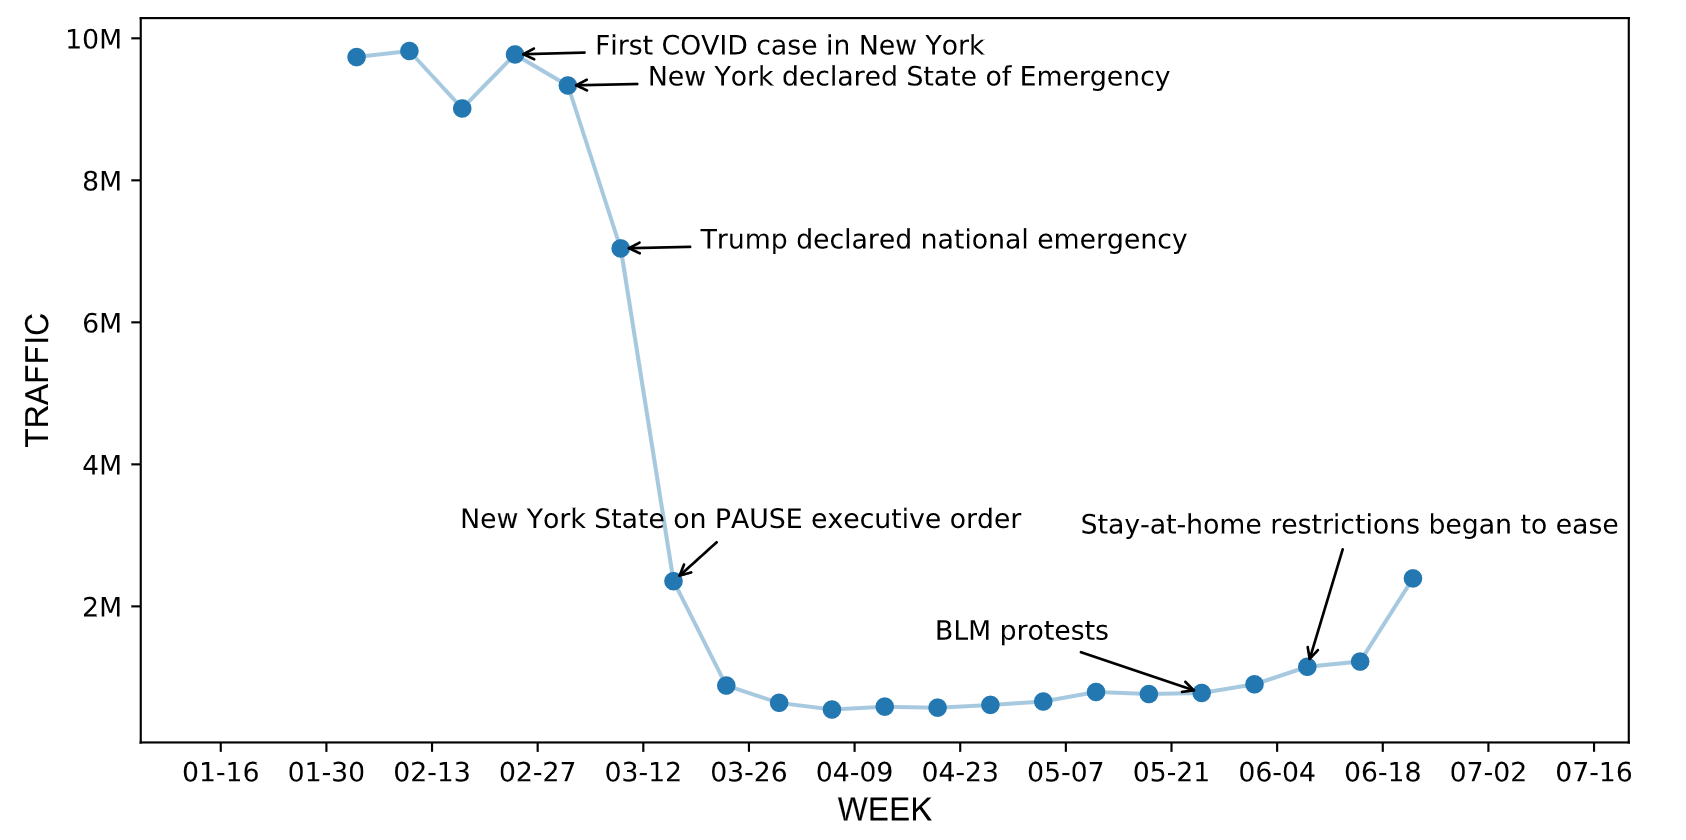 10M
First COVID case in New York
New York declared State of Emergency
8M
Trump declared national emergency
6M
TRAFFIC
4M
New York State on PAUSE executive order
Stay-at-home restrictions began to ease
2M
BLM protests
01-16 01-30 02-13 02-27 03-12 03-26 04-09 04-23 05-07 05-21 06-04 06-18 07-02 07-16
WEEK